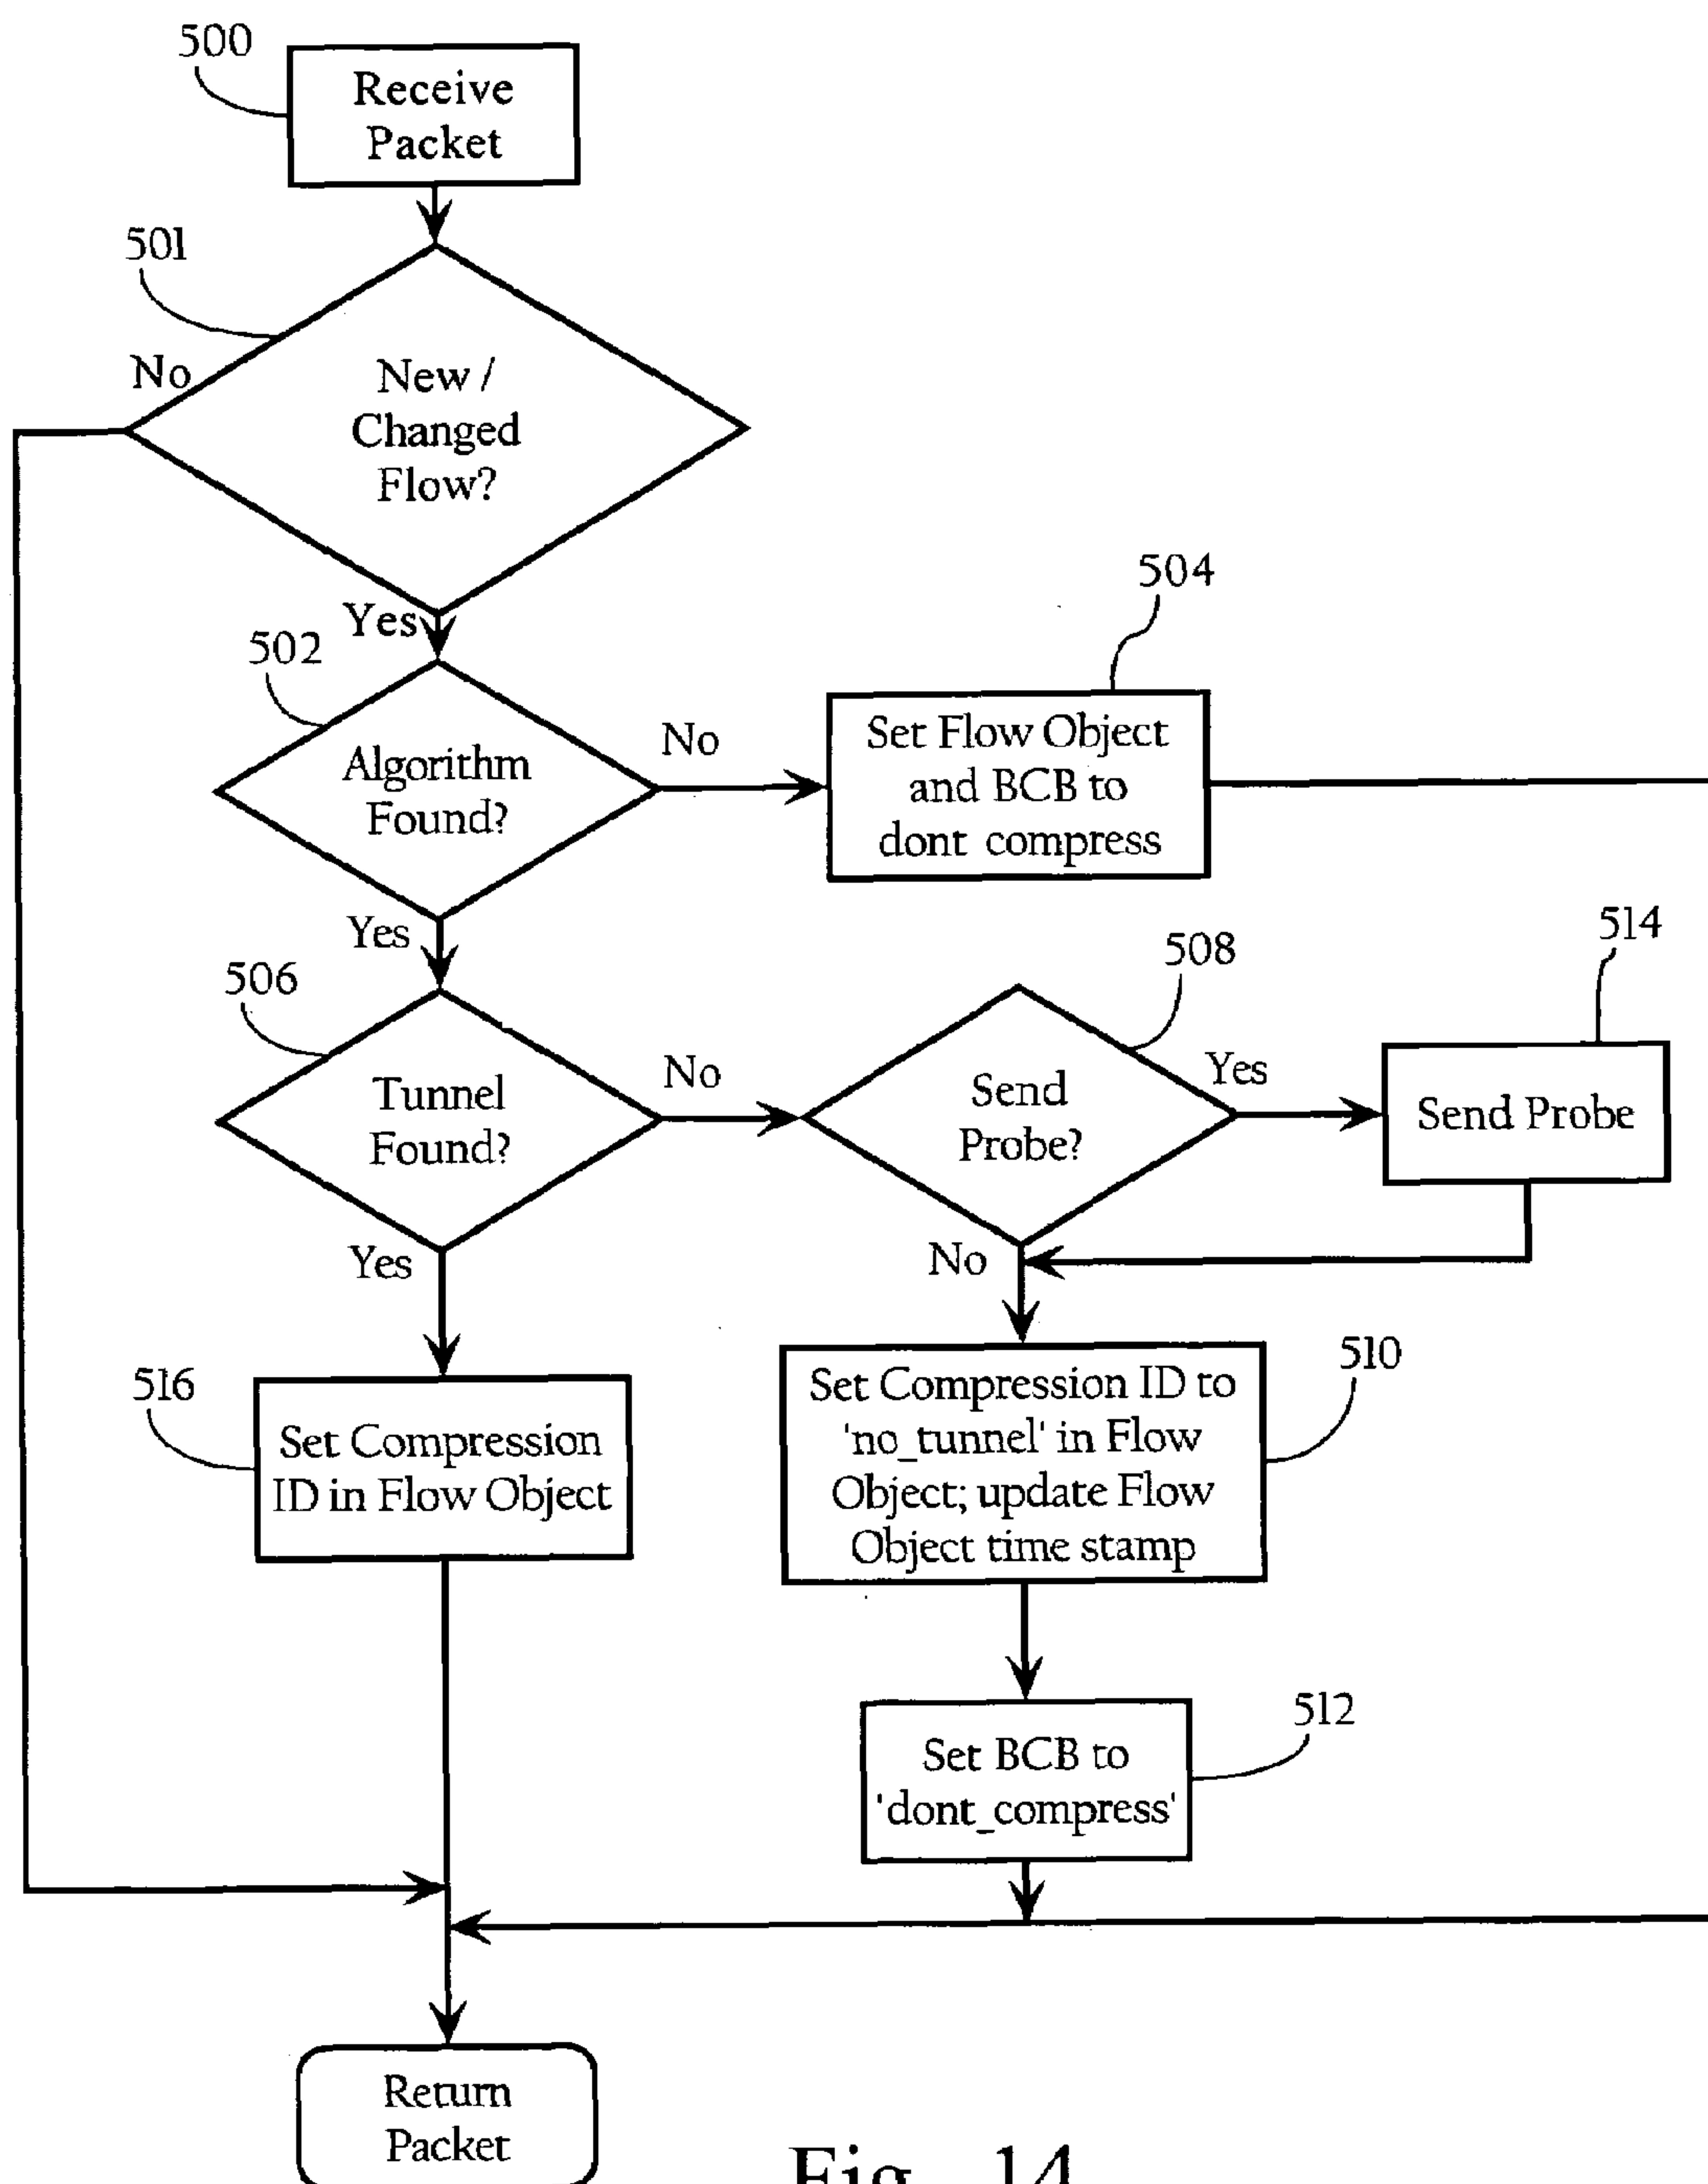 500
Receive
Packet
501
No
New /
Changed
Flow?
Yes
502
Algorithm
Found?
No
504
Set Flow Object
and BCB to
dont compress
Yes
506
Tunnel
Found?
No
508
Send
Probe?
Yes
514
Send Probe
Yes
No
516
Set Compression
ID in Flow Object
510
Set Compression ID to
'no_tunnel' in Flow
Object; update Flow
Object time stamp
512
Set BCB to
'dont_compress'
Return
Packet
Fig. 14